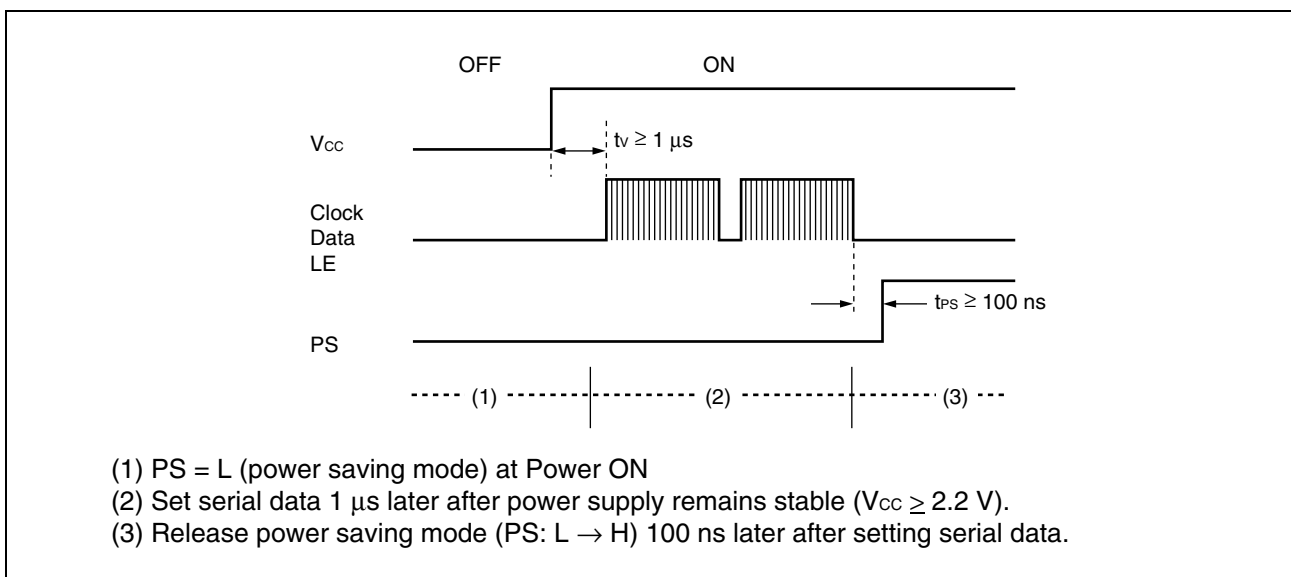 OFF ON
Vcc
tv ≥ 1 μs
Clock
Data
LE
tPS ≥ 100 ns
PS
(1) (2) (3)
(1) PS = L (power saving mode) at Power ON
(2) Set serial data 1 μs later after power supply remains stable (Vcc ≥ 2.2 V).
(3) Release power saving mode (PS: L → H) 100 ns later after setting serial data.